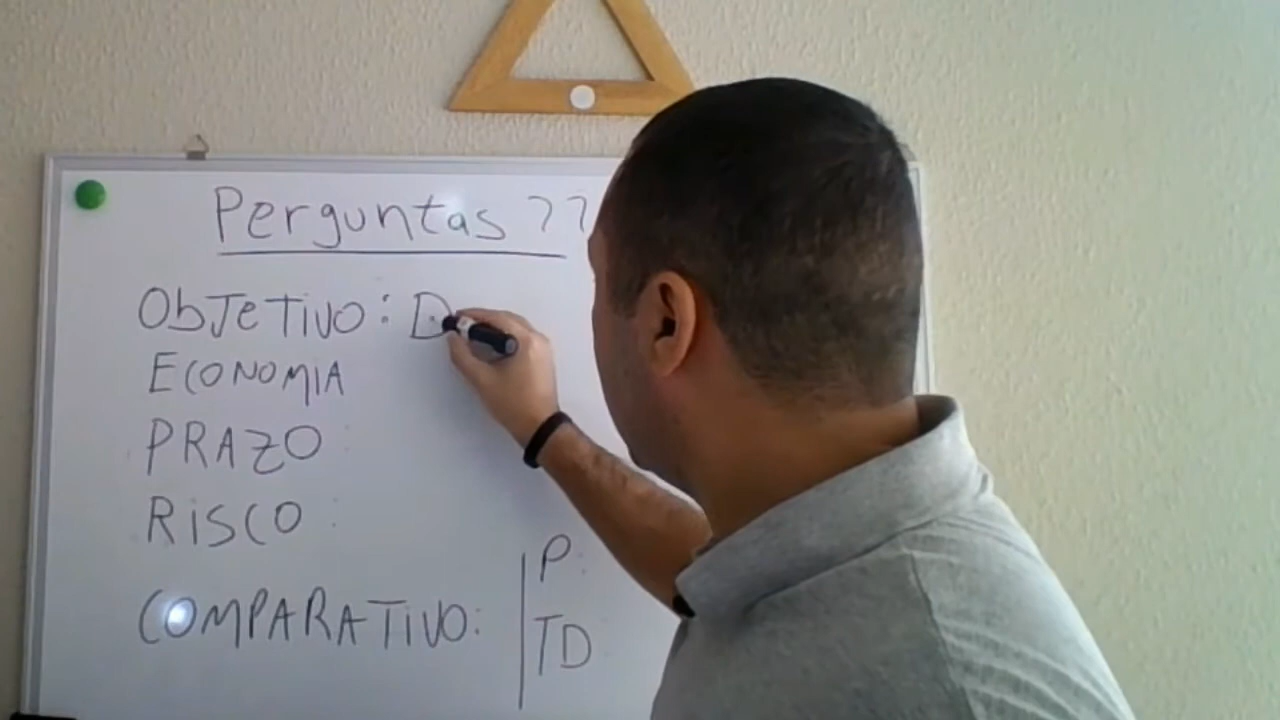 Perguntas ??
Objetivo: D
ECONOMIA
PRAZO
RISCO
COMPARATIVO:
P:
TD